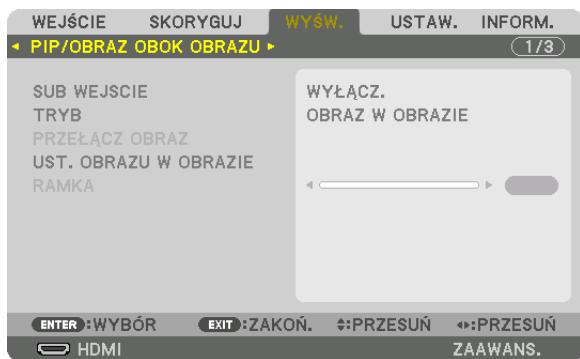 WEJŚCIE SKORYGUJ WYŚW. USTAW. INFORM.
PIP/OBRAZ OBOK OBRAZU 1/3
SUB WEJSCIE WYŁĄCZ.
TRYB OBRAZ W OBRAZIE
PRZEŁĄCZ OBRAZ
UST. OBRAZU W OBRAZIE
RAMKA
ENTER :WYBÓR EXIT :ZAKOŃ. :PRZESUŃ :PRZESUŃ
HDMI ZAAWANS.